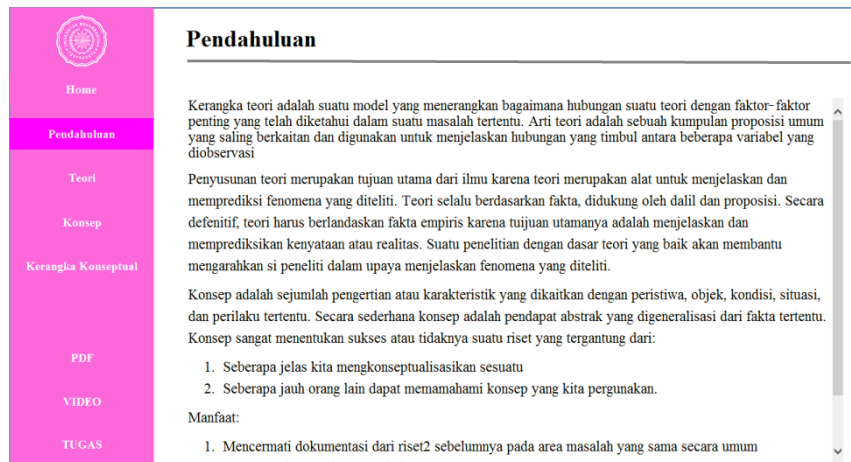 Home
Pendahuluan
Teori
Konsep
Kerangka Konseptual
PDF
VIDEO
TUGAS
Pendahuluan
Kerangka teori adalah suatu model yang menerangkan bagaimana hubungan suatu teori dengan faktor-faktor
penting yang telah diketahui dalam suatu masalah tertentu. Arti teori adalah sebuah kumpulan proposisi umum
yang saling berkaitan dan digunakan untuk menjelaskan hubungan yang timbul antara beberapa variabel yang
diobservasi
Penyusunan teori merupakan tujuan utama dari ilmu karena teori merupakan alat untuk menjelaskan dan
memprediksi fenomena yang diteliti. Teori selalu berdasarkan fakta, didukung oleh dalil dan proposisi. Secara
defenitif, teori harus berlandaskan fakta empiris karena tuijuan utamanya adalah menjelaskan dan
memprediksikan kenyataan atau realitas. Suatu penelitian dengan dasar teori yang baik akan membantu
mengarahkan si peneliti dalam upaya menjelaskan fenomena yang diteliti.
Konsep adalah sejumlah pengertian atau karakteristik yang dikaitkan dengan peristiwa, objek, kondisi, situasi,
dan perilaku tertentu. Secara sederhana konsep adalah pendapat abstrak yang digeneralisasi dari fakta tertentu.
Konsep sangat menentukan sukses atau tidaknya suatu riset yang tergantung dari:
1. Seberapa jelas kita mengkonseptualisasikan sesuatu
2. Seberapa jauh orang lain dapat memamahami konsep yang kita pergunakan.
Manfaat:
1. Mencermati dokumentasi dari riset2 sebelumnya pada area masalah yang sama secara umum